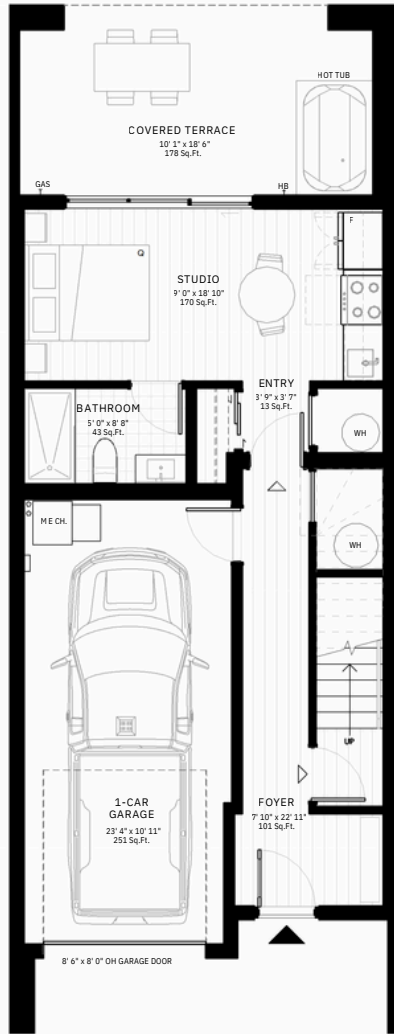 HOT TUB
COVERED TERRACE
10' 1" x 18' 6"
178 Sq.Ft.
GAS
HB
F
STUDIO
9' 0" x 18' 10"
170 Sq.Ft.
Q
ENTRY
3' 9" x 3' 7"
13 Sq.Ft.
BATHROOM
5' 0" x 8' 8"
43 Sq.Ft.
WH
MECH.
WH
UP
1-CAR
GARAGE
23' 4" x 10' 11"
251 Sq.Ft.
FOYER
7' 10" x 22' 11"
101 Sq.Ft.
8' 6" x 8' 0" OH GARAGE DOOR